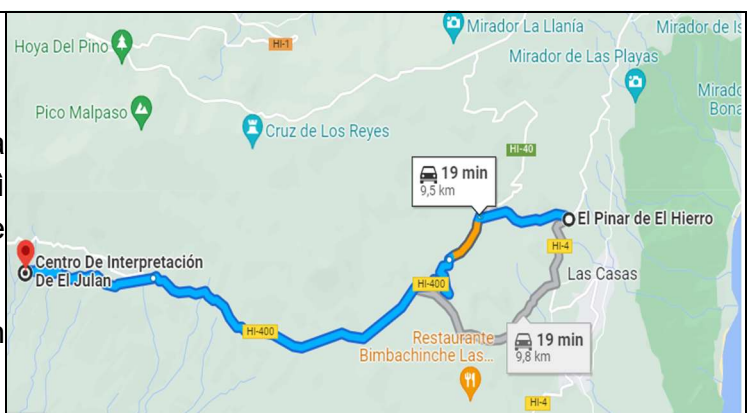 Mirador La Llanía
Mirador de Is
Hoya Del Pino
HI-1
Mirador de Las Playas
Mirado
Bona
Pico Malpaso
Cruz de Los Reyes
a
i
e
HI-40
19 min
9,5 km
El Pinar de El Hierro
HI-4
Centro De Interpretación
De El Julan
Las Casas
HI-400
HI-400
Restaurante
Bimbachinche Las...
19 min
9,8 km
HI-4